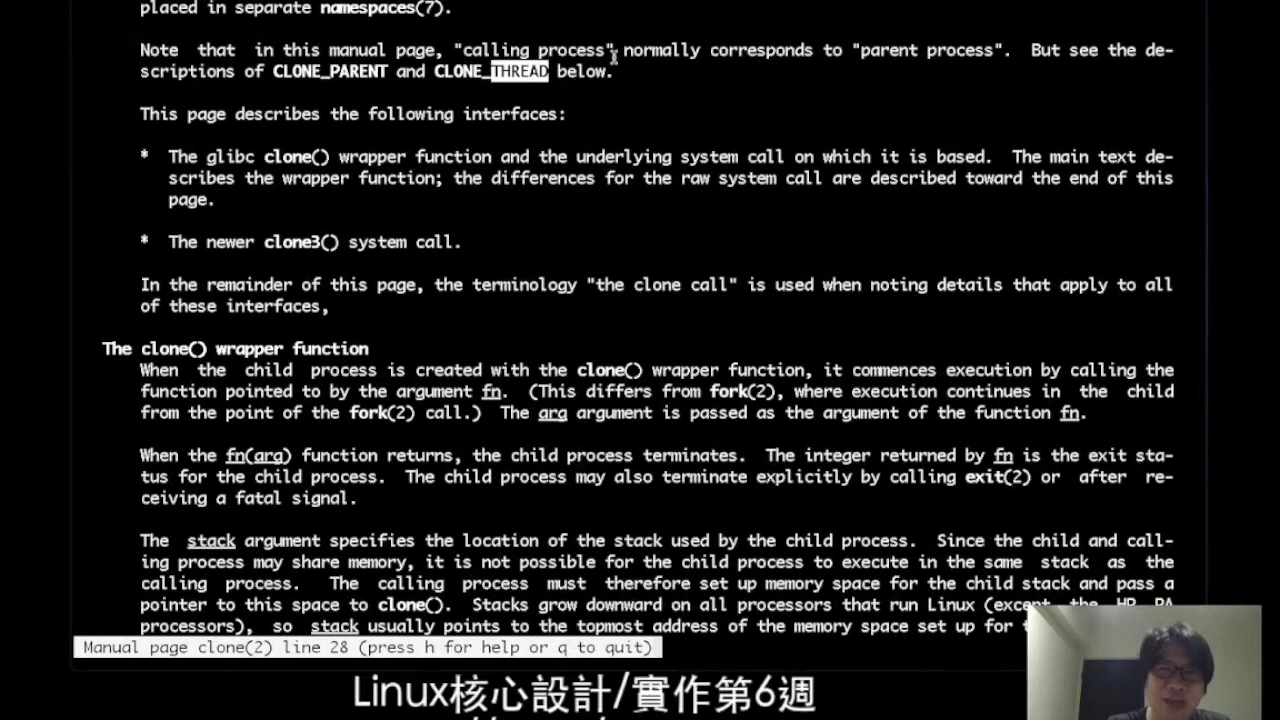 placed in separate namespaces(7).
Note that in this manual page, "calling process" normally corresponds to "parent process". But see the de-
scriptions of CLONE_PARENT and CLONE_THREAD below.
This page describes the following interfaces:
* The glibc clone() wrapper function and the underlying system call on which it is based. The main text de-
scribes the wrapper function; the differences for the raw system call are described toward the end of this
page.
* The newer clone3() system call.
In the remainder of this page, the terminology "the clone call" is used when noting details that apply to all
of these interfaces,
The clone() wrapper function
When the child process is created with the clone() wrapper function, it commences execution by calling the
function pointed to by the argument fn. (This differs from fork(2), where execution continues in the child
from the point of the fork(2) call.) The arg argument is passed as the argument of the function fn.
When the fn(arg) function returns, the child process terminates. The integer returned by fn is the exit sta-
tus for the child process. The child process may also terminate explicitly by calling exit(2) or after re-
ceiving a fatal signal.
The stack argument specifies the location of the stack used by the child process. Since the child and call-
ing process may share memory, it is not possible for the child process to execute in the same stack as the
calling process. The calling process must therefore set up memory space for the child stack and pass a
pointer to this space to clone(). Stacks grow downward on all processors that run Linux (except the HP PA
processors), so stack usually points to the topmost address of the memory space set up for
Manual page clone(2) line 28 (press h for help or q to quit)
Linux核心設計/實作第6週